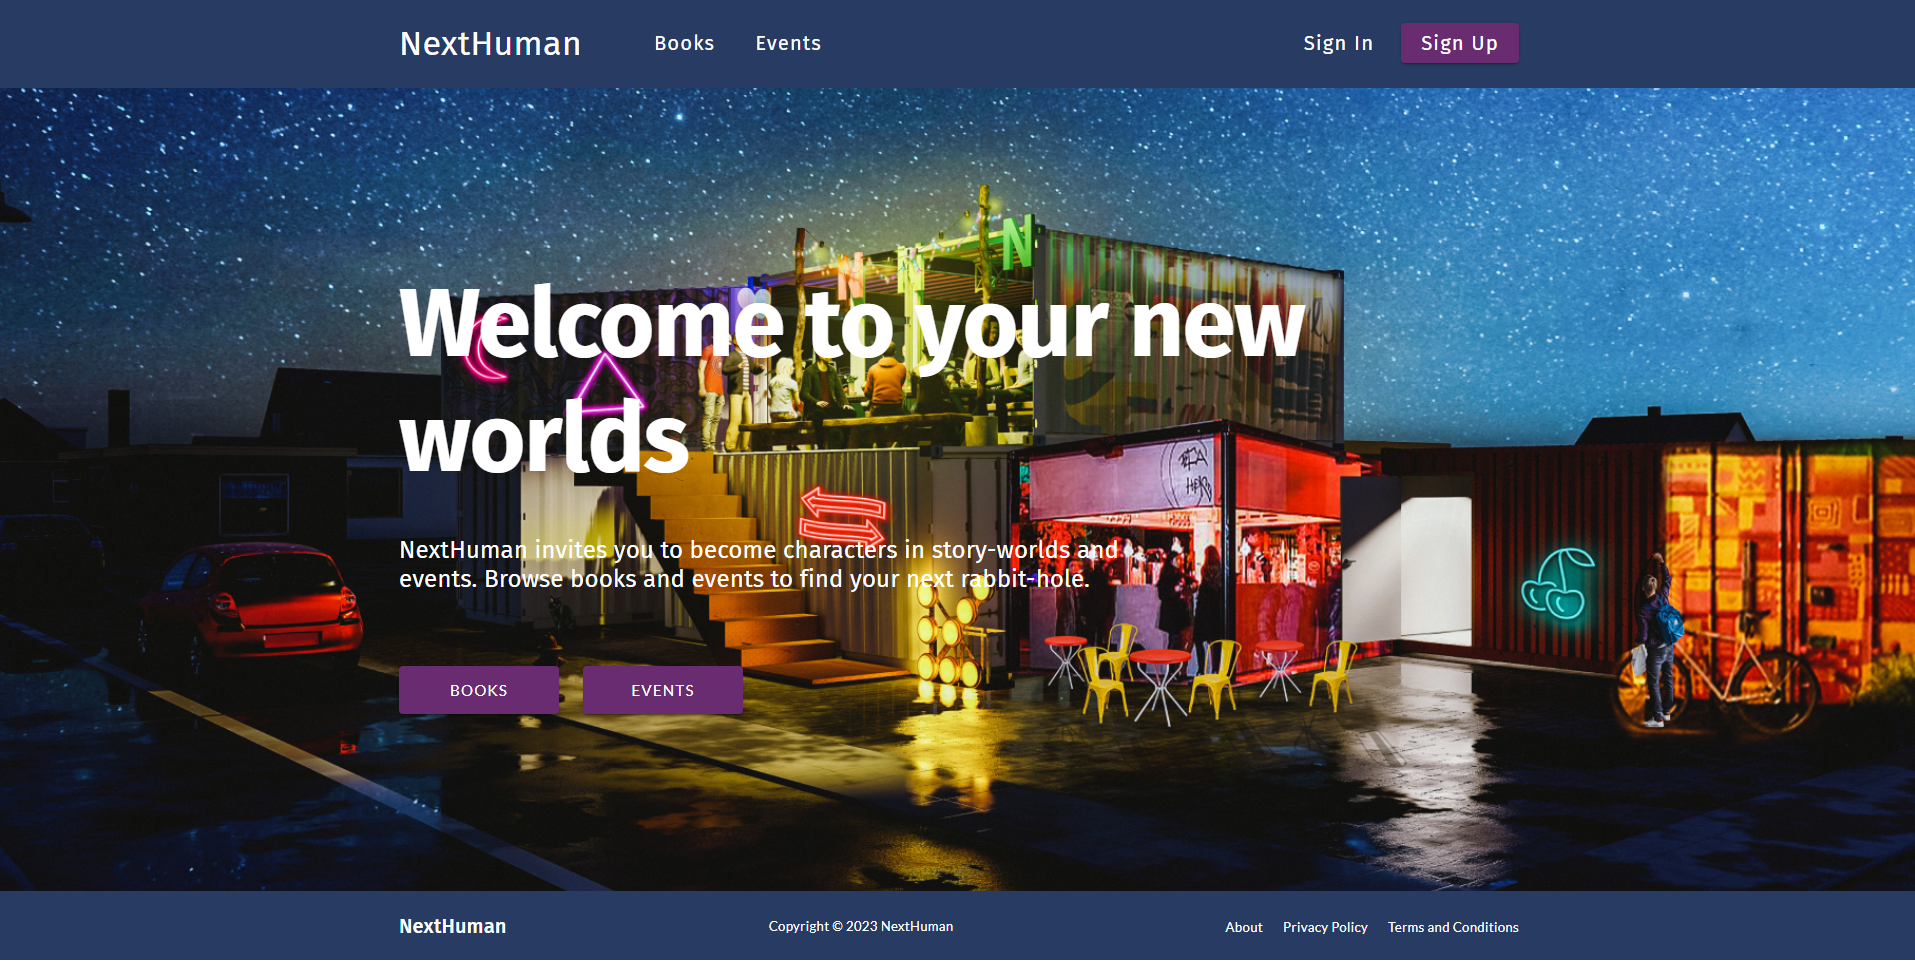 NextHuman Books Events Sign In Sign Up
N
Welcome to your new
worlds
NextHuman invites you to become characters in story-worlds and
events. Browse books and events to find your next rabbit-hole.
BOOKS EVENTS
NextHuman Copyright © 2023 NextHuman About Privacy Policy Terms and Conditions